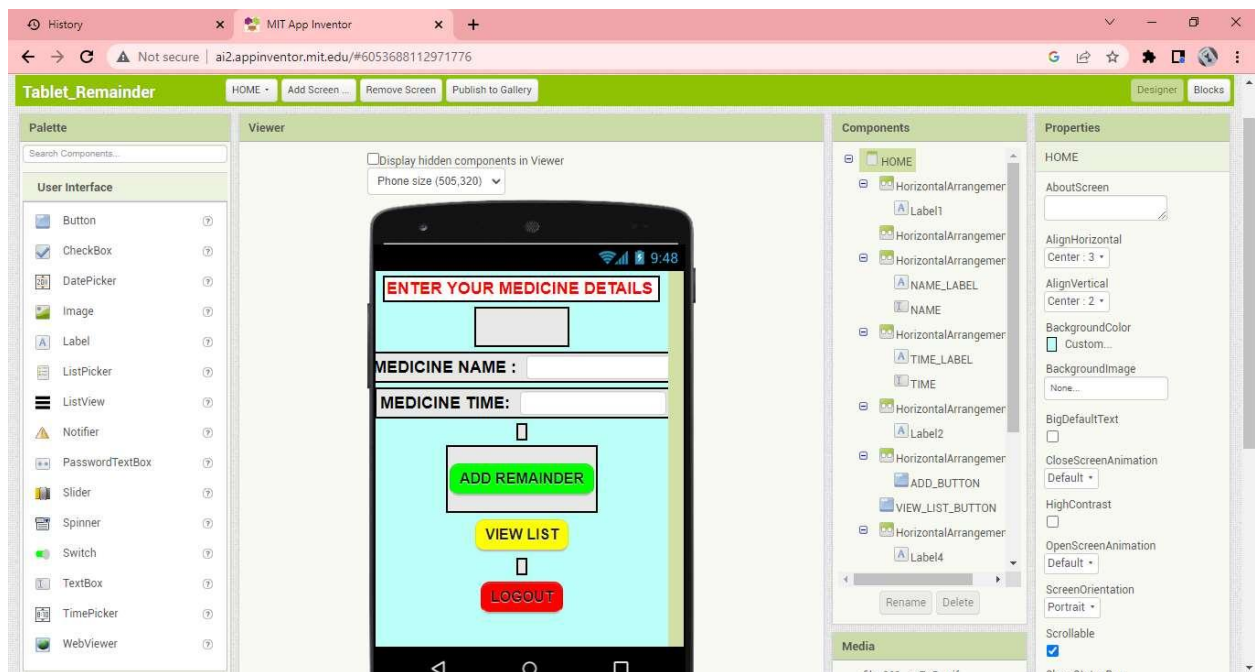 History
MIT App Inventor
Not secure | ai2.appinventor.mit.edu/#6053688112971776
Tablet_Remainder
HOME
Add Screen ...
Remove Screen
Publish to Gallery
Designer
Blocks
Palette
Viewer
Components
Properties
Search Components...
User Interface
Button
CheckBox
DatePicker
Image
Label
ListPicker
ListView
Notifier
PasswordTextBox
Slider
Spinner
Switch
TextBox
TimePicker
WebViewer
Display hidden components in Viewer
Phone size (505,320)
9:48
ENTER YOUR MEDICINE DETAILS
MEDICINE NAME :
MEDICINE TIME:
ADD REMAINDER
VIEW LIST
LOGOUT
HOME
HorizontalArrangemer
Label1
HorizontalArrangemer
HorizontalArrangemer
NAME_LABEL
NAME
HorizontalArrangemer
TIME_LABEL
TIME
HorizontalArrangemer
Label2
HorizontalArrangemer
ADD_BUTTON
VIEW_LIST_BUTTON
HorizontalArrangemer
Label4
Rename
Delete
Media
HOME
AboutScreen
AlignHorizontal
Center : 3
AlignVertical
Center : 2
BackgroundColor
Custom...
BackgroundImage
None...
BigDefaultText
CloseScreenAnimation
Default
HighContrast
OpenScreenAnimation
Default
ScreenOrientation
Portrait
Scrollable